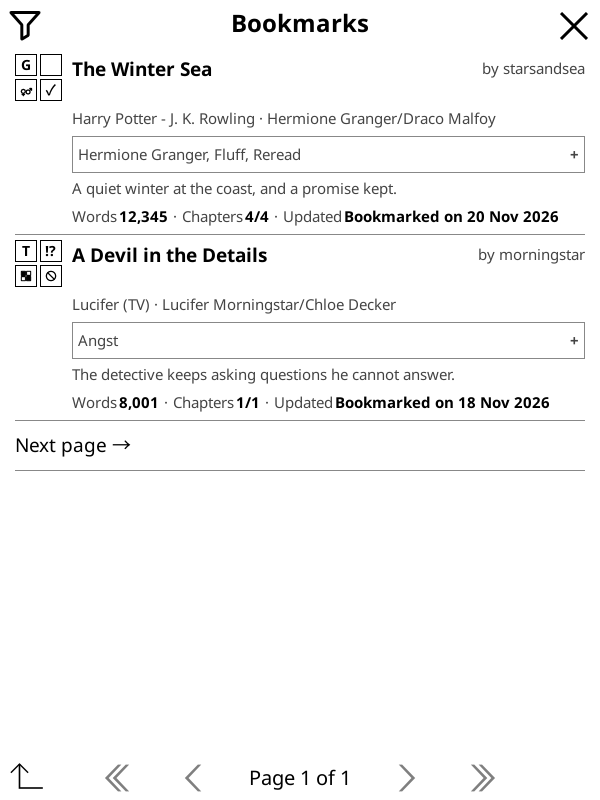 Bookmarks
G
The Winter Sea
by starsandsea
Harry Potter - J. K. Rowling · Hermione Granger/Draco Malfoy
Hermione Granger, Fluff, Reread +
A quiet winter at the coast, and a promise kept.
Words 12,345 · Chapters 4/4 · Updated Bookmarked on 20 Nov 2026
T !?
A Devil in the Details
by morningstar
Lucifer (TV) · Lucifer Morningstar/Chloe Decker
Angst +
The detective keeps asking questions he cannot answer.
Words 8,001 · Chapters 1/1 · Updated Bookmarked on 18 Nov 2026
Next page →
Page 1 of 1